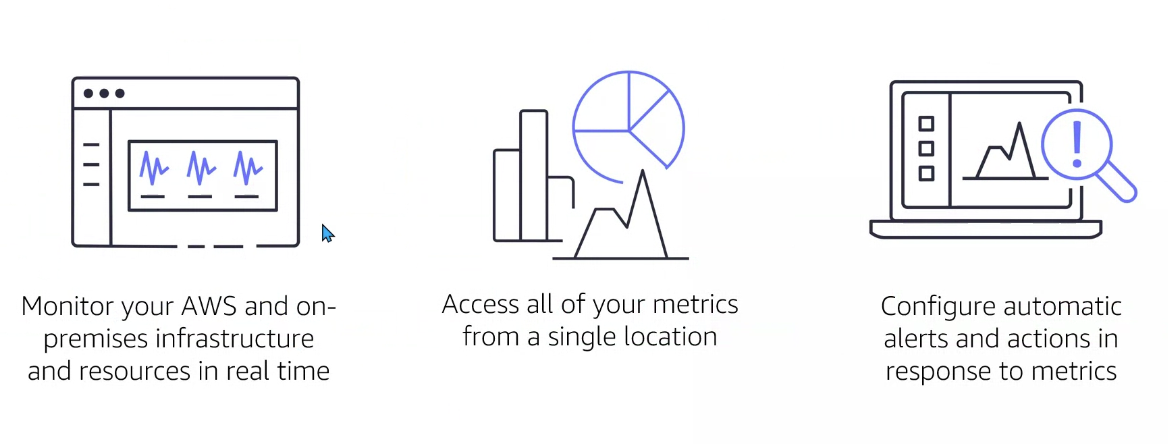 Monitor your AWS and on-
premises infrastructure
and resources in real time
Access all of your metrics
from a single location
Configure automatic
alerts and actions in
response to metrics